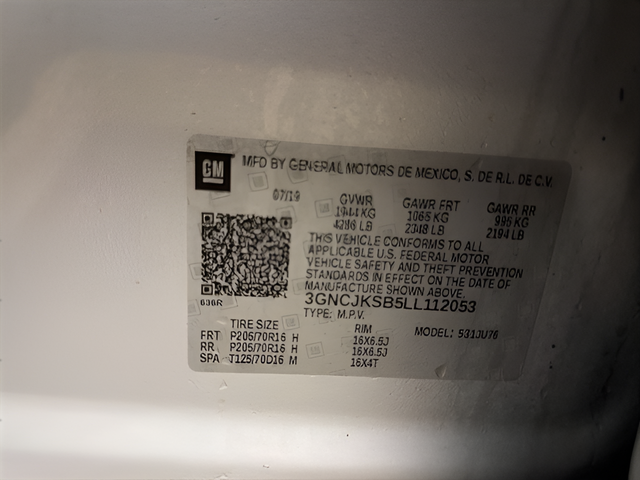 GM MFD BY GENERAL MOTORS DE MEXICO, S. DE R.L. DE C.V.
07/19 GVWR GAWR FRT GAWR RR
1944 KG 1065 KG 995 KG
4286 LB 2348 LB 2194 LB
THIS VEHICLE CONFORMS TO ALL
APPLICABLE U.S. FEDERAL MOTOR
VEHICLE SAFETY AND THEFT PREVENTION
STANDARDS IN EFFECT ON THE DATE OF
MANUFACTURE SHOWN ABOVE.
3GNCJKSB5LL112053
TYPE: M.P.V.
TIRE SIZE RIM MODEL:
FRT P205/70R16 H 16X6.5J
RR P205/70R16 H 16X6.5J
SPA T125/70D16 M 16X4T